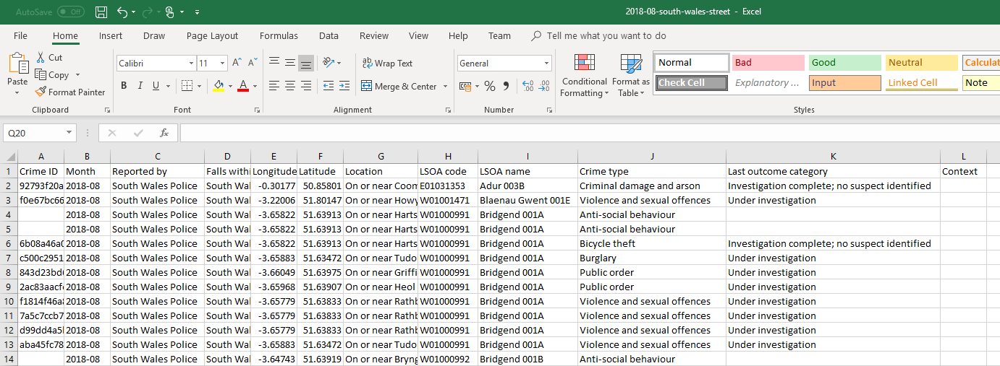 AutoSave Off 2018-08-south-wales-street - Excel
File Home Insert Draw Page Layout Formulas Data Review View Help Team Tell me what you want to do
Paste Cut Copy Format Painter
Calibri 11
B I U A A A
Wrap Text
Merge & Center
General
Conditional Formatting Format as Table
Normal Bad Good Neutral Calculat
Check Cell Explanatory ... Input Linked Cell Note
Clipboard Font Alignment Number Styles
Q20 fx
A B C D E F G H I J K L
1 Crime ID Month Reported by Falls withi Longitude Latitude Location LSOA code LSOA name Crime type Last outcome category Context
2 92793f20a 2018-08 South Wales Police South Wal -0.30177 50.85801 On or near Coom E01031353 Adur 003B Criminal damage and arson Investigation complete; no suspect identified
3 f0e67bc66 2018-08 South Wales Police South Wal -3.22006 51.80147 On or near Howy W01001471 Blaenau Gwent 001E Violence and sexual offences Under investigation
4 2018-08 South Wales Police South Wal -3.65822 51.63913 On or near Harts W01000991 Bridgend 001A Anti-social behaviour
5 2018-08 South Wales Police South Wal -3.65822 51.63913 On or near Harts W01000991 Bridgend 001A Anti-social behaviour
6 6b08a46a0 2018-08 South Wales Police South Wal -3.65822 51.63913 On or near Harts W01000991 Bridgend 001A Bicycle theft Investigation complete; no suspect identified
7 c500c2951 2018-08 South Wales Police South Wal -3.65883 51.63472 On or near Tudo W01000991 Bridgend 001A Burglary Under investigation
8 843d23bd 2018-08 South Wales Police South Wal -3.66049 51.63975 On or near Griffi W01000991 Bridgend 001A Public order Under investigation
9 2ac83aacf 2018-08 South Wales Police South Wal -3.65968 51.63907 On or near Heol W01000991 Bridgend 001A Public order Under investigation
10 f1814f46a 2018-08 South Wales Police South Wal -3.65779 51.63833 On or near Rathb W01000991 Bridgend 001A Violence and sexual offences Under investigation
11 7a5c7ccb7 2018-08 South Wales Police South Wal -3.65779 51.63833 On or near Rathb W01000991 Bridgend 001A Violence and sexual offences Under investigation
12 d99dd4a5 2018-08 South Wales Police South Wal -3.65779 51.63833 On or near Rathb W01000991 Bridgend 001A Violence and sexual offences Under investigation
13 aba45fc78 2018-08 South Wales Police South Wal -3.65883 51.63472 On or near Tudo W01000991 Bridgend 001A Violence and sexual offences Under investigation
14 2018-08 South Wales Police South Wal -3.64743 51.63919 On or near Bryng W01000992 Bridgend 001B Anti-social behaviour